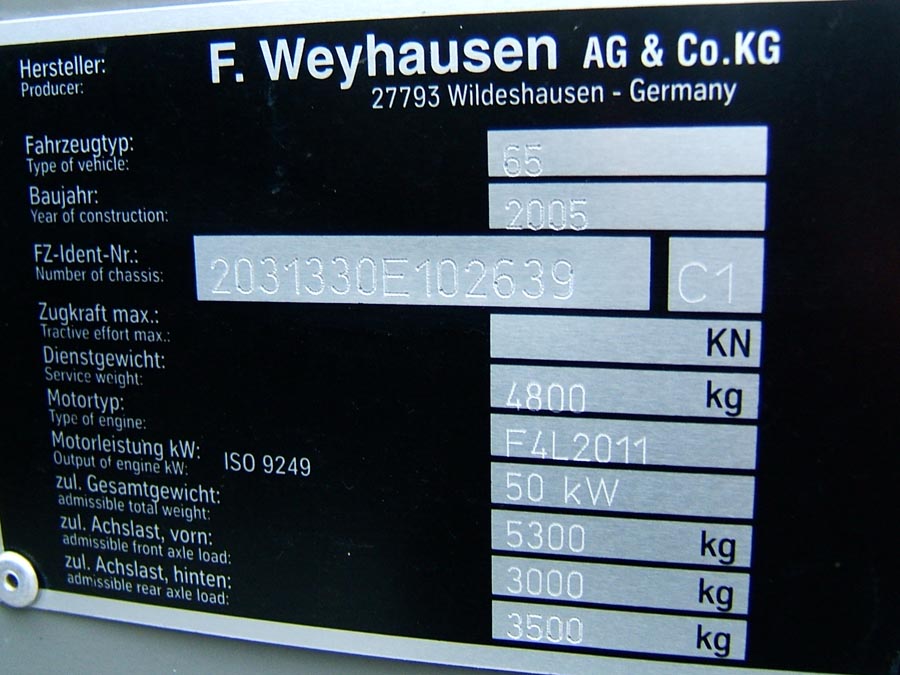 Hersteller: F. Weyhausen AG & Co.KG
Producer: 27793 Wildeshausen - Germany
Fahrzeugtyp:
Type of vehicle: 65
Baujahr:
Year of construction: 2005
FZ-Ident-Nr.:
Number of chassis: 2031330E102639 C1
Zugkraft max.:
Tractive effort max.: KN
Dienstgewicht:
Service weight: 4800 kg
Motortyp:
Type of engine: F4L2011
Motorleistung kW:
Output of engine kW: ISO 9249 50 kW
zul. Gesamtgewicht:
admissible total weight: 5300 kg
zul. Achslast, vorn:
admissible front axle load: 3000 kg
zul. Achslast, hinten:
admissible rear axle load: 3500 kg